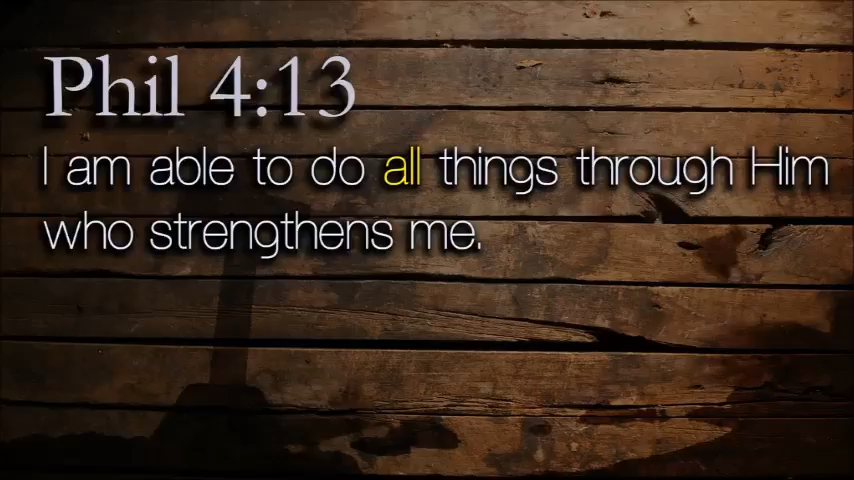 Phil 4:13
I am able to do all things through Him
who strengthens me.